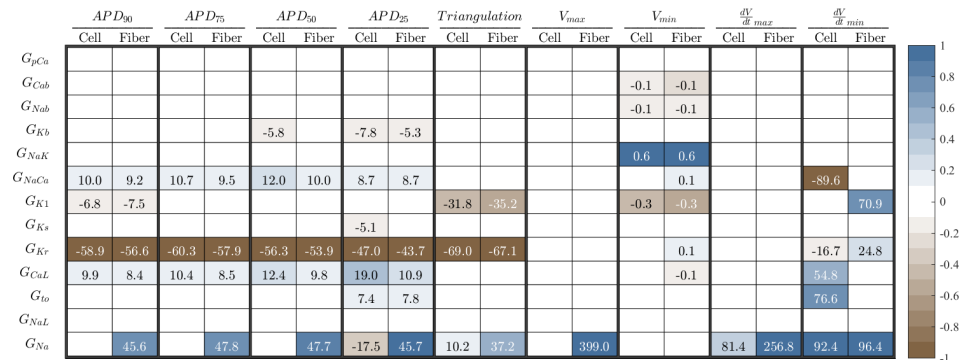 APD90 APD75 APD50 APD25 Triangulation Vmax Vmin dV/dt max dV/dt min
Cell Fiber Cell Fiber Cell Fiber Cell Fiber Cell Fiber Cell Fiber Cell Fiber Cell Fiber Cell Fiber
GpCa
GCab -0.1 -0.1
GNab -0.1 -0.1
GKb -5.8 -7.8 -5.3
GNaK 0.6 0.6
GNaCa 10.0 9.2 10.7 9.5 12.0 10.0 8.7 8.7 0.1 -89.6
GK1 -6.8 -7.5 -31.8 -35.2 -0.3 -0.3 70.9
GKs -5.1
GKr -58.9 -56.6 -60.3 -57.9 -56.3 -53.9 -47.0 -43.7 -69.0 -67.1 0.1 -16.7 24.8
GCaL 9.9 8.4 10.4 8.5 12.4 9.8 19.0 10.9 -0.1 54.8
Gto 7.4 7.8 76.6
GNaL
GNa 45.6 47.8 47.7 -17.5 45.7 10.2 37.2 399.0 81.4 256.8 92.4 96.4
1
0.8
0.6
0.4
0.2
0
-0.2
-0.4
-0.6
-0.8
-1